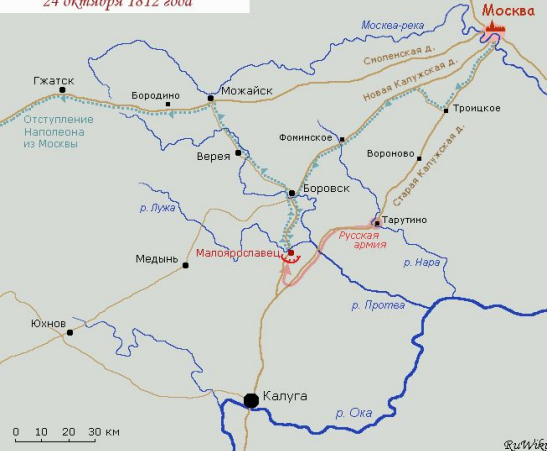 24 октября 1812 года
Москва
Москва-река
Смоленская д.
Новая Калужская д.
Гжатск
Можайск
Бородино
Троицкое
Отступление
Наполеона
из Москвы
Фоминское
Верея
Вороново
Старая Калужская д.
Боровск
р. Лужа
Тарутино
Русская
армия
Малоярославец
Медынь
р. Нара
р. Протва
Юхнов
Калуга
р. Ока
0 10 20 30 км
RuWiki